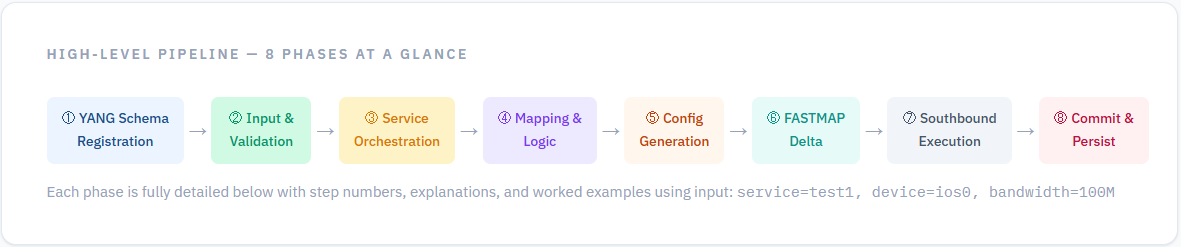 HIGH-LEVEL PIPELINE — 8 PHASES AT A GLANCE
① YANG Schema
Registration
→
② Input &
Validation
→
③ Service
Orchestration
→
④ Mapping &
Logic
→
⑤ Config
Generation
→
⑥ FASTMAP
Delta
→
⑦ Southbound
Execution
→
⑧ Commit &
Persist
Each phase is fully detailed below with step numbers, explanations, and worked examples using input: service=test1, device=ios0, bandwidth=100M